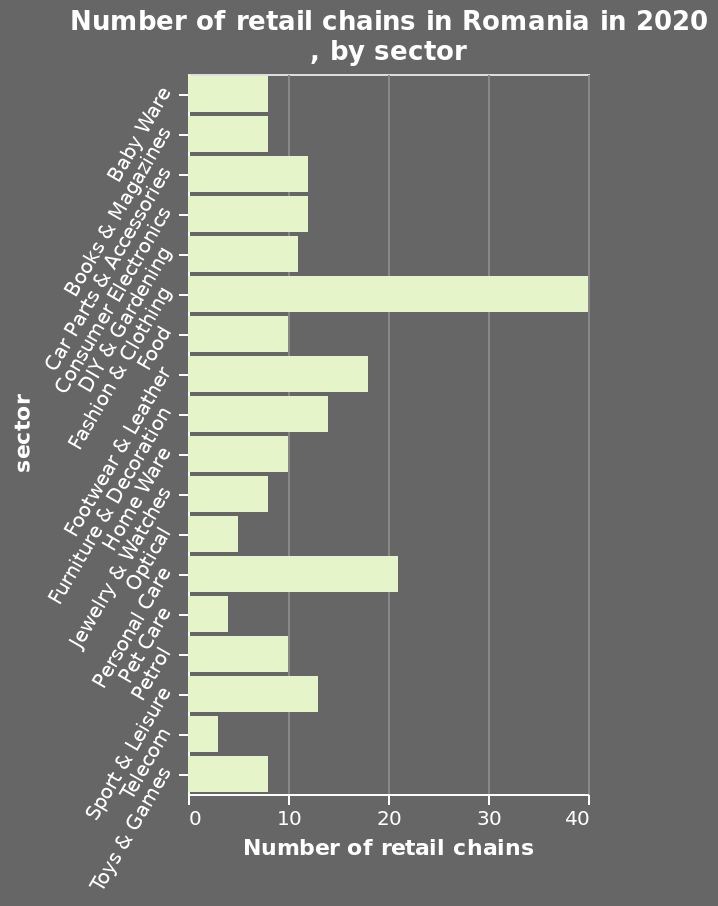 Number of retail chains in Romania in 2020
, by sector
Baby Ware
Books & Magazines
Car Parts & Accessories
Consumer Electronics
DIY & Gardening
Fashion & Clothing
Food
Footwear & Leather
Furniture & Decoration
Home Ware
Jewelry & Watches
Optical
Personal Care
Pet Care
Petrol
Sport & Leisure
Telecom
Toys & Games
sector
0 10 20 30 40
Number of retail chains